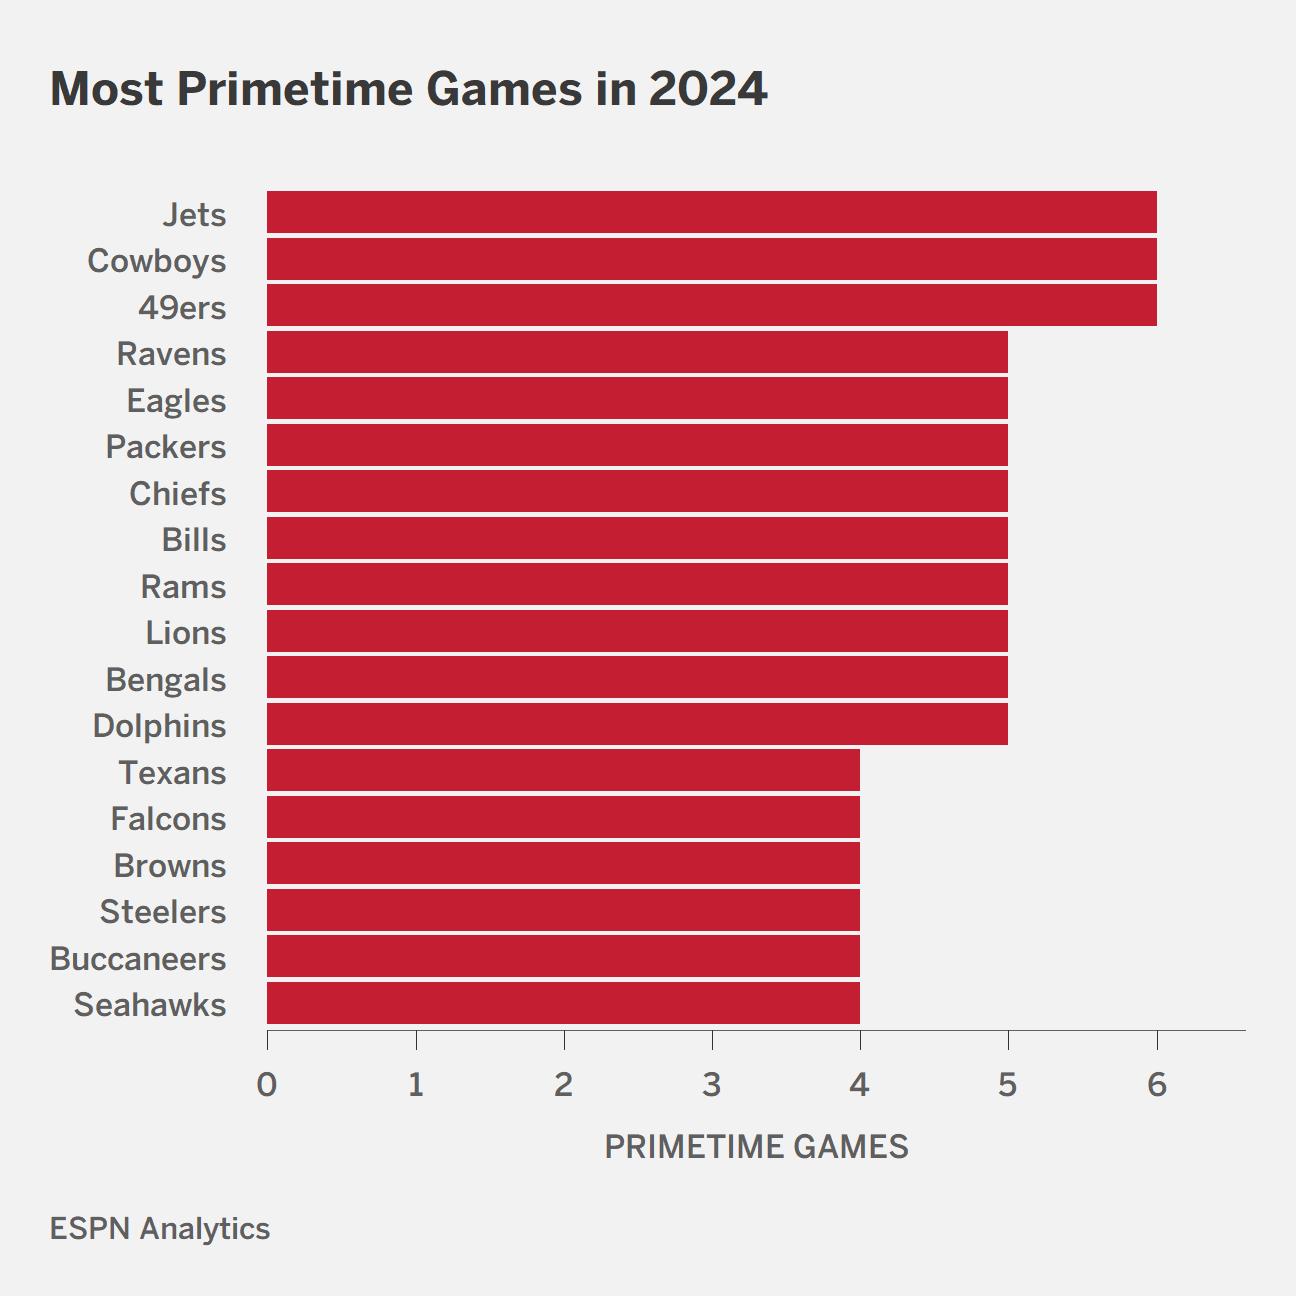 Most Primetime Games in 2024
Jets
Cowboys
49ers
Ravens
Eagles
Packers
Chiefs
Bills
Rams
Lions
Bengals
Dolphins
Texans
Falcons
Browns
Steelers
Buccaneers
Seahawks
0 1 2 3 4 5 6
PRIMETIME GAMES
ESPN Analytics